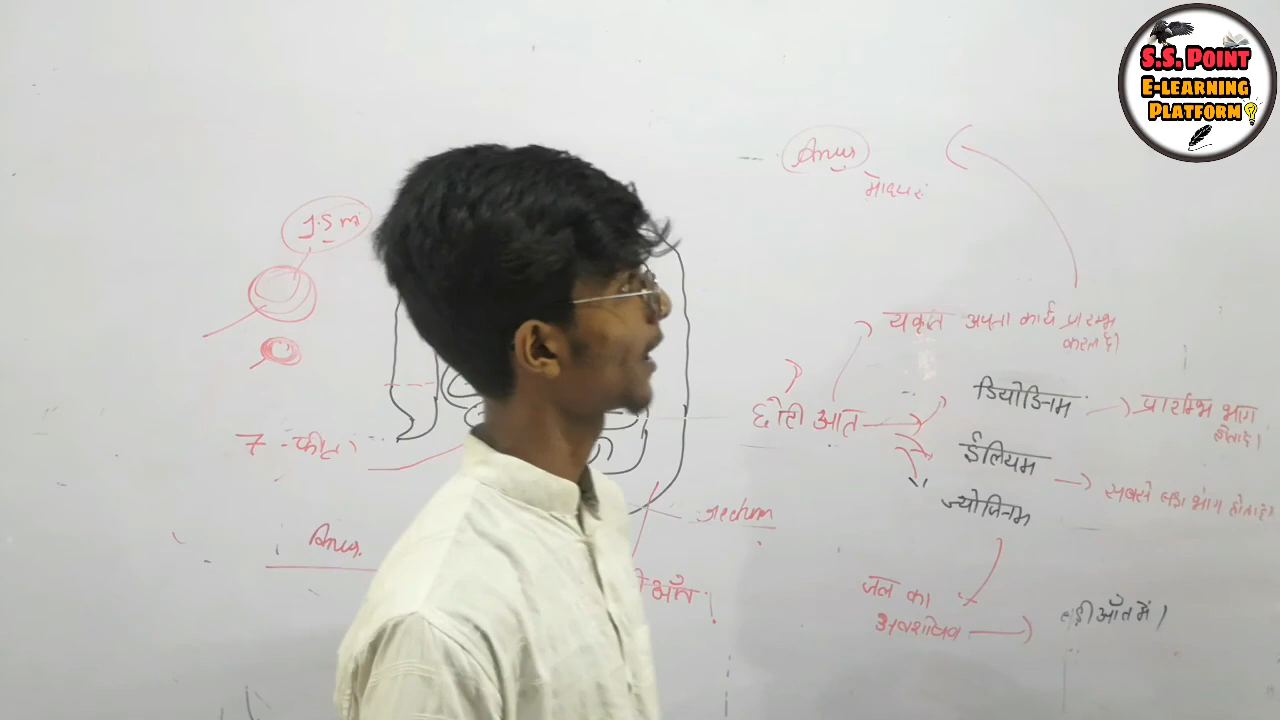 S.S. POINT
E-LEARNING
PLATFORM
Anus
मलद्वार
1.5 m
यकृत अपना कार्य प्रारम्भ
करता है।
डियोडिनम
प्रारम्भि भाग
होता है।
छोटी आत
7 - फीट
ईलियम
सबसे बड़ा भाग होता है
ज्योजिनम
rectum
Anus.
आँत
जल का
अवशोषण
बड़ी आँत में।